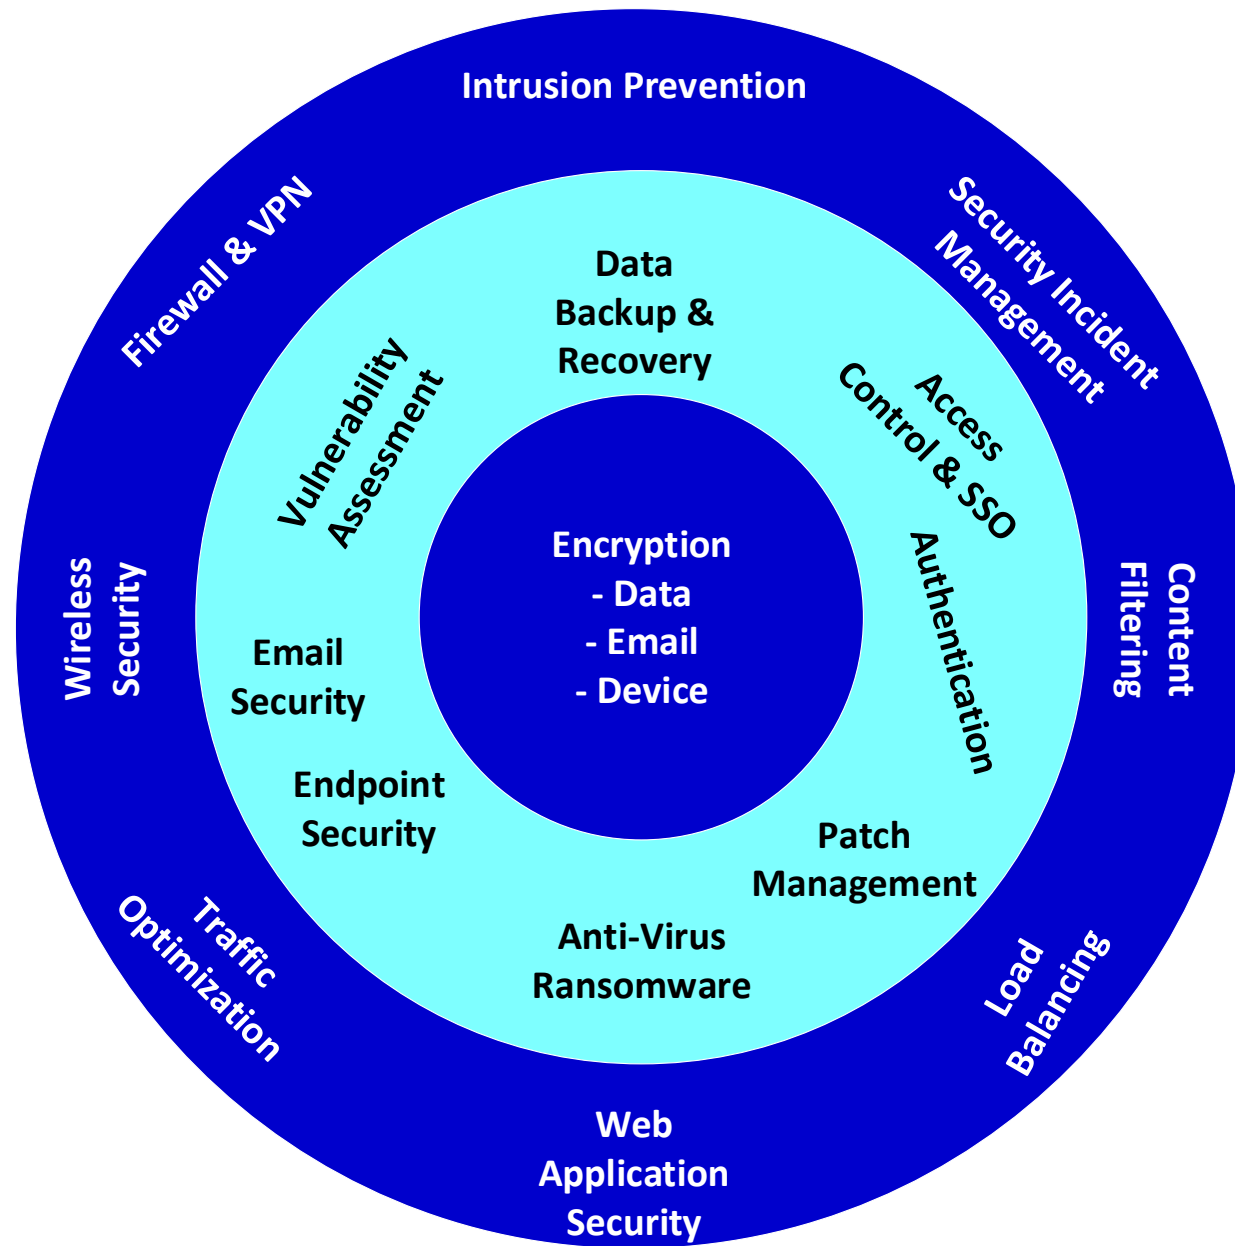 Intrusion Prevention
Security Incident
Management
Content
Filtering
Load
Balancing
Web
Application
Security
Traffic
Optimization
Wireless
Security
Firewall & VPN
Data
Backup &
Recovery
Access
Control & SSO
Authentication
Patch
Management
Anti-Virus
Ransomware
Endpoint
Security
Email
Security
Vulnerability
Assessment
Encryption
- Data
- Email
- Device